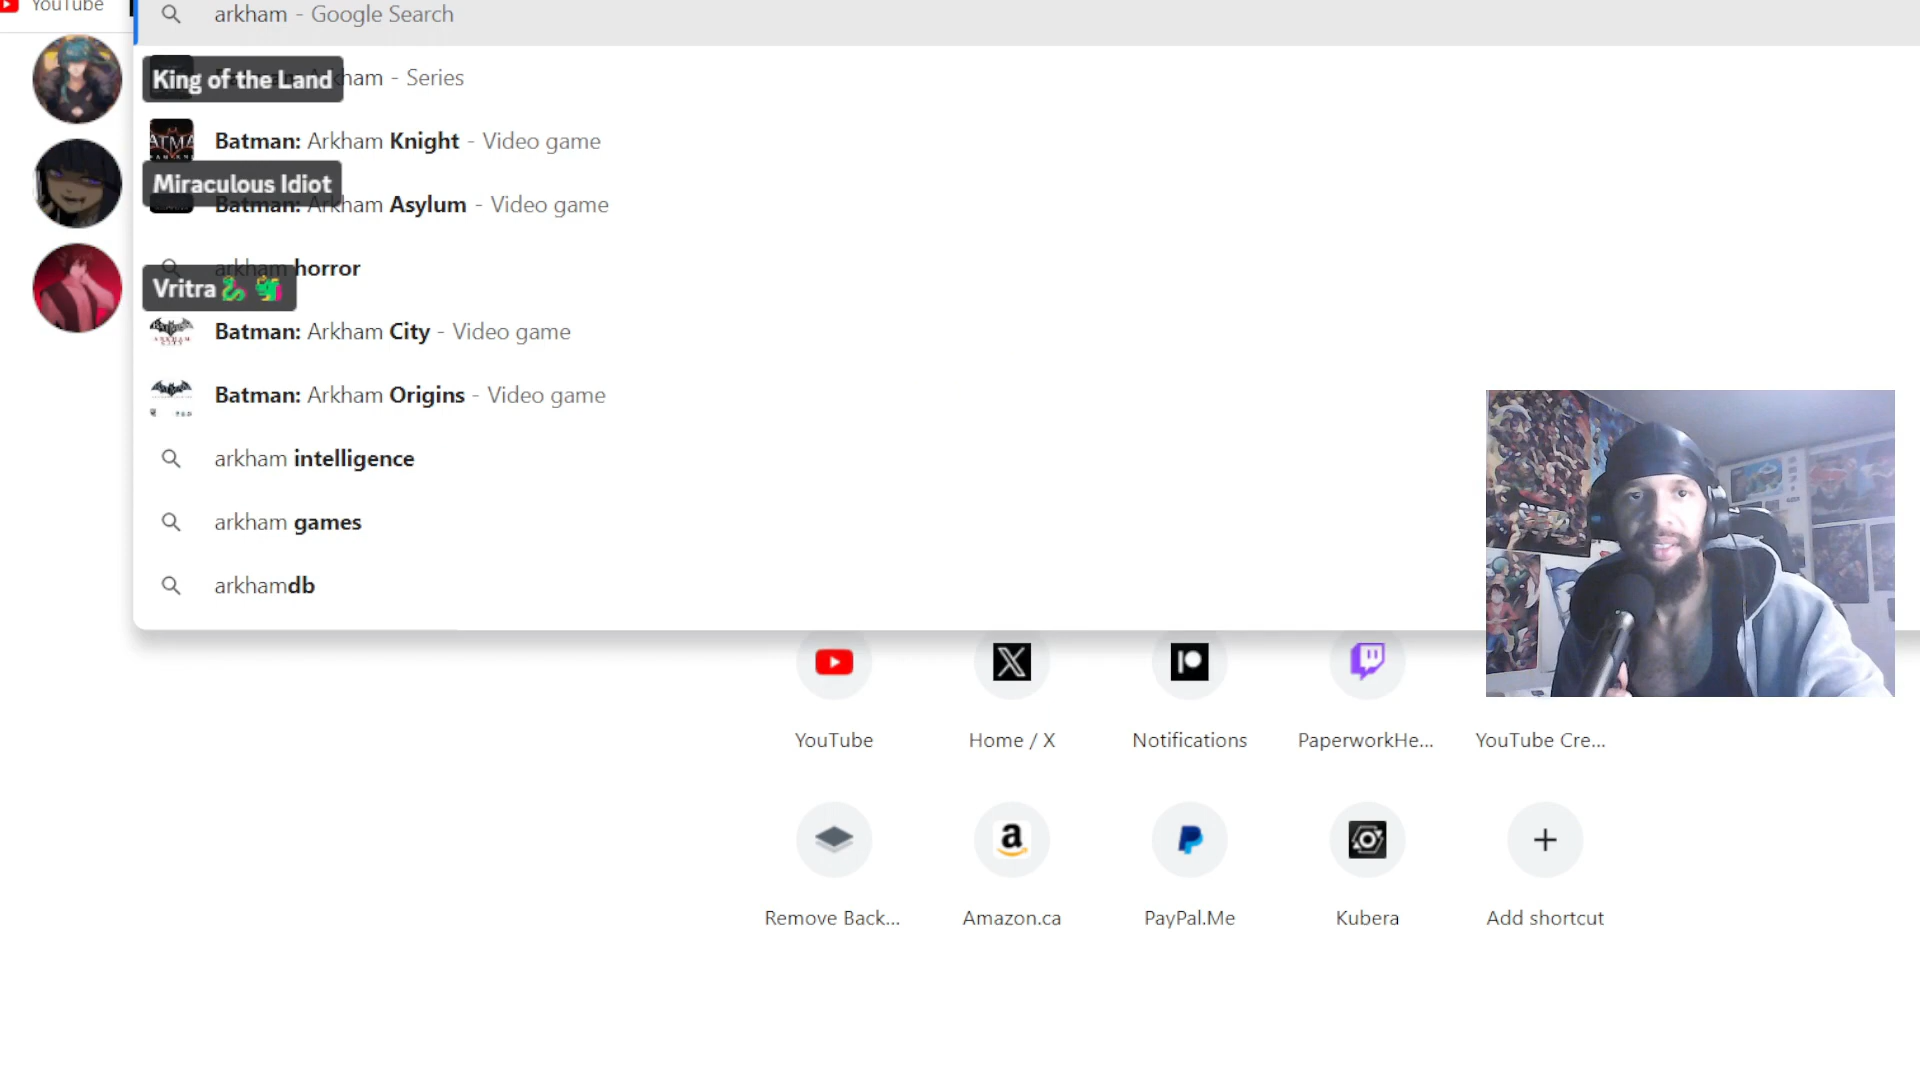 YouTube
arkham - Google Search
King of the Land
ham - Series
Batman: Arkham Knight - Video game
Miraculous Idiot
Batman: Arkham Asylum - Video game
arkham horror
Vritra🐍 🐲
Batman: Arkham City - Video game
Batman: Arkham Origins - Video game
arkham intelligence
arkham games
arkhamdb
YouTube
Home / X
Notifications
PaperworkHe...
YouTube Cre...
Remove Back...
Amazon.ca
PayPal.Me
Kubera
Add shortcut